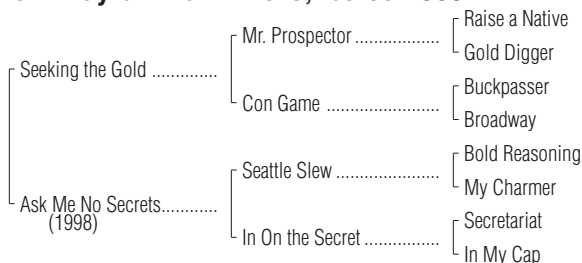 Raise a Native
Mr. Prospector ...................
Gold Digger
Seeking the Gold .............
Buckpasser
Con Game .........................
Broadway
Bold Reasoning
Seattle Slew .......................
My Charmer
Ask Me No Secrets............
(1998)
Secretariat
In On the Secret .................
In My Cap